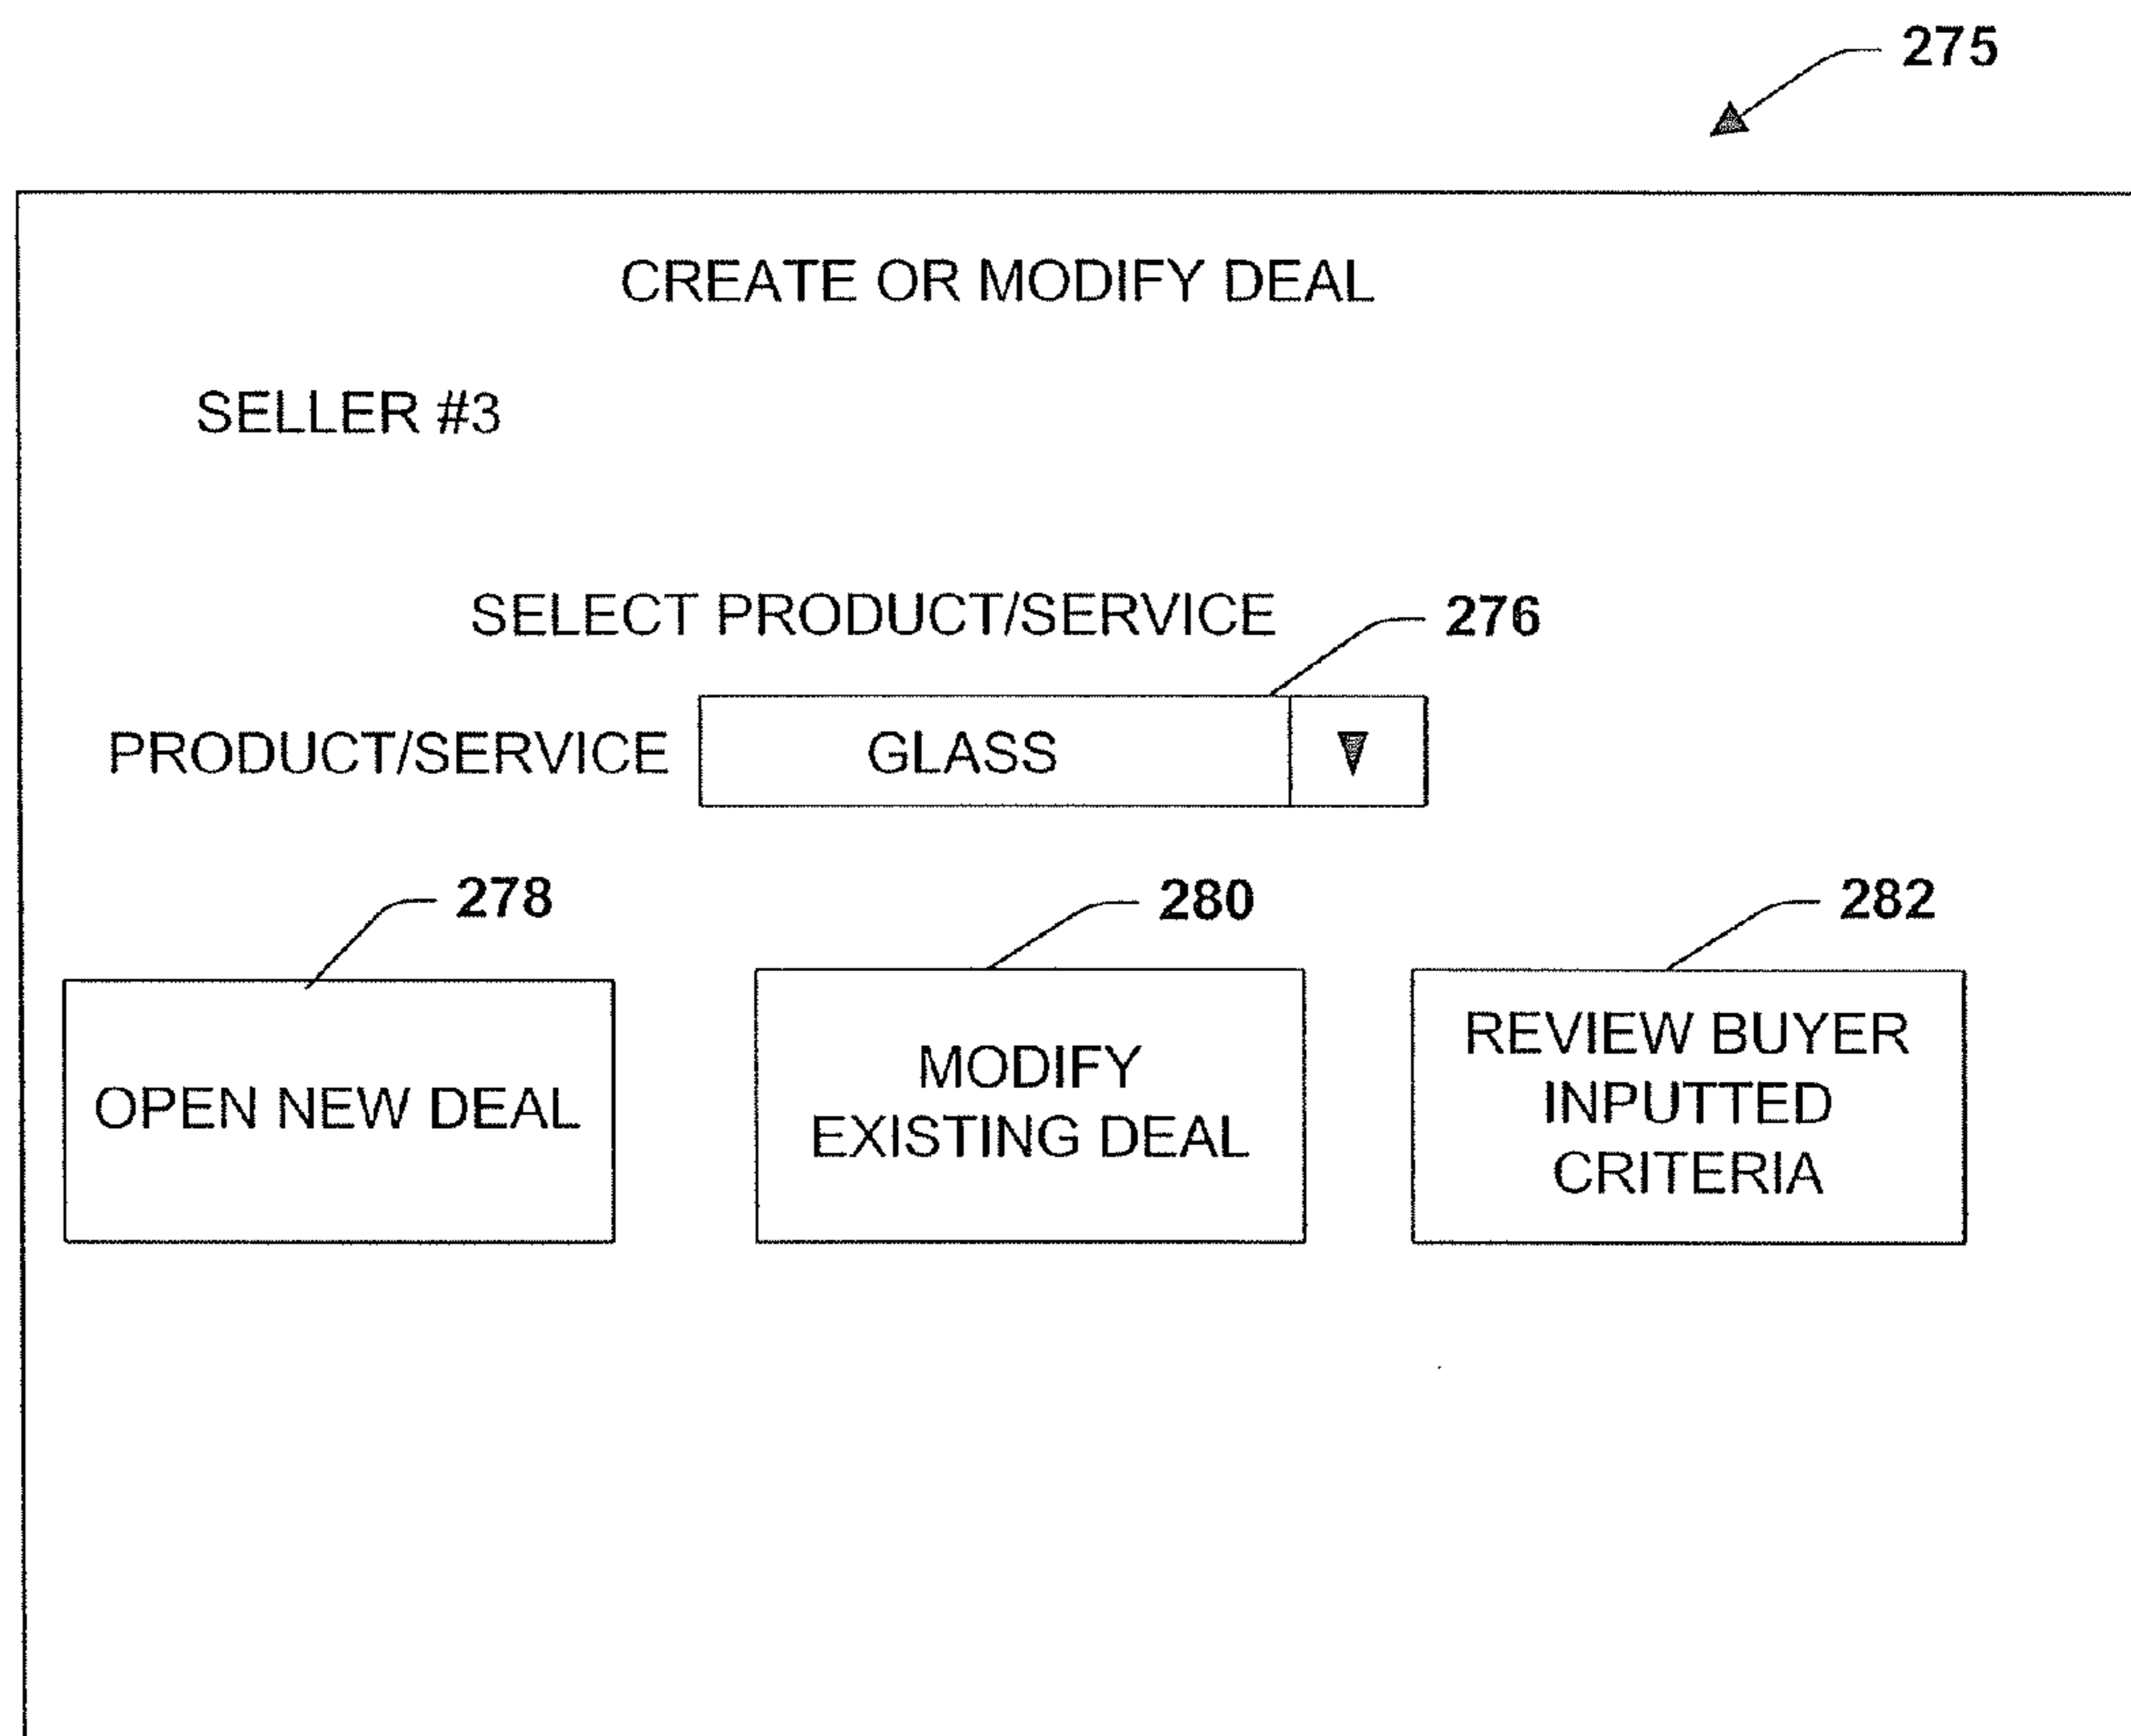 275
CREATE OR MODIFY DEAL
SELLER #3
SELECT PRODUCT/SERVICE
276
PRODUCT/SERVICE
GLASS
278
280
282
OPEN NEW DEAL
MODIFY
EXISTING DEAL
REVIEW BUYER
INPUTTED
CRITERIA